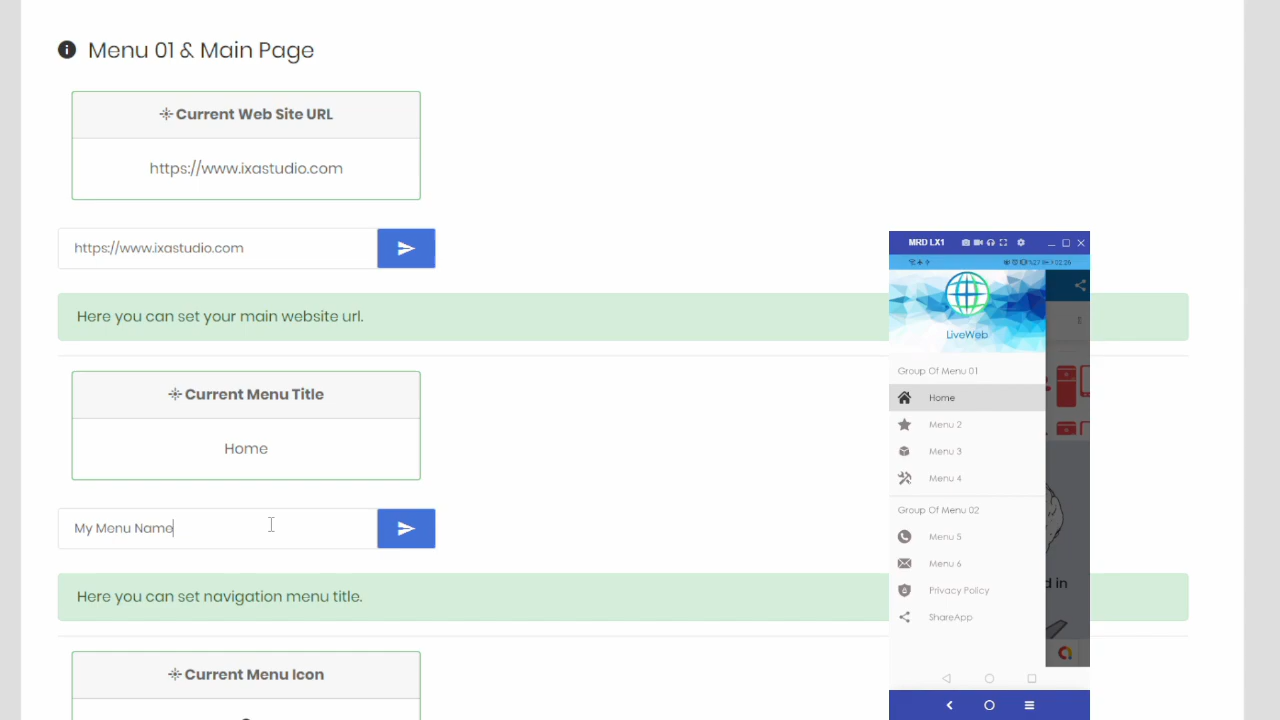 Menu 01 & Main Page
Current Web Site URL
https://www.ixastudio.com
https://www.ixastudio.com
Here you can set your main website url.
Current Menu Title
Home
My Menu Name
Here you can set navigation menu title.
Current Menu Icon
MRD LX1
02:26
LiveWeb
Group Of Menu 01
Home
Menu 2
Menu 3
Menu 4
Group Of Menu 02
Menu 5
Menu 6
Privacy Policy
ShareApp
d in